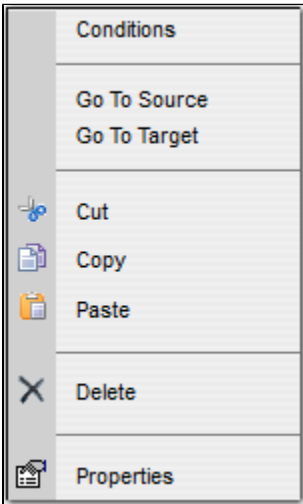 Conditions
Go To Source
Go To Target
Cut
Copy
Paste
Delete
Properties